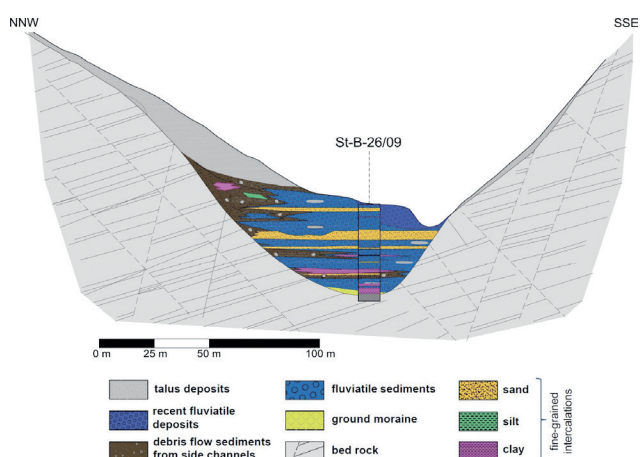 NNW
SSE
St-B-26/09
0 m
25 m
50 m
100 m
talus deposits
recent fluviatile
deposits
debris flow sediments
from side channels
fluviatile sediments
ground moraine
bed rock
sand
silt
clay
fine-grained
intercalations